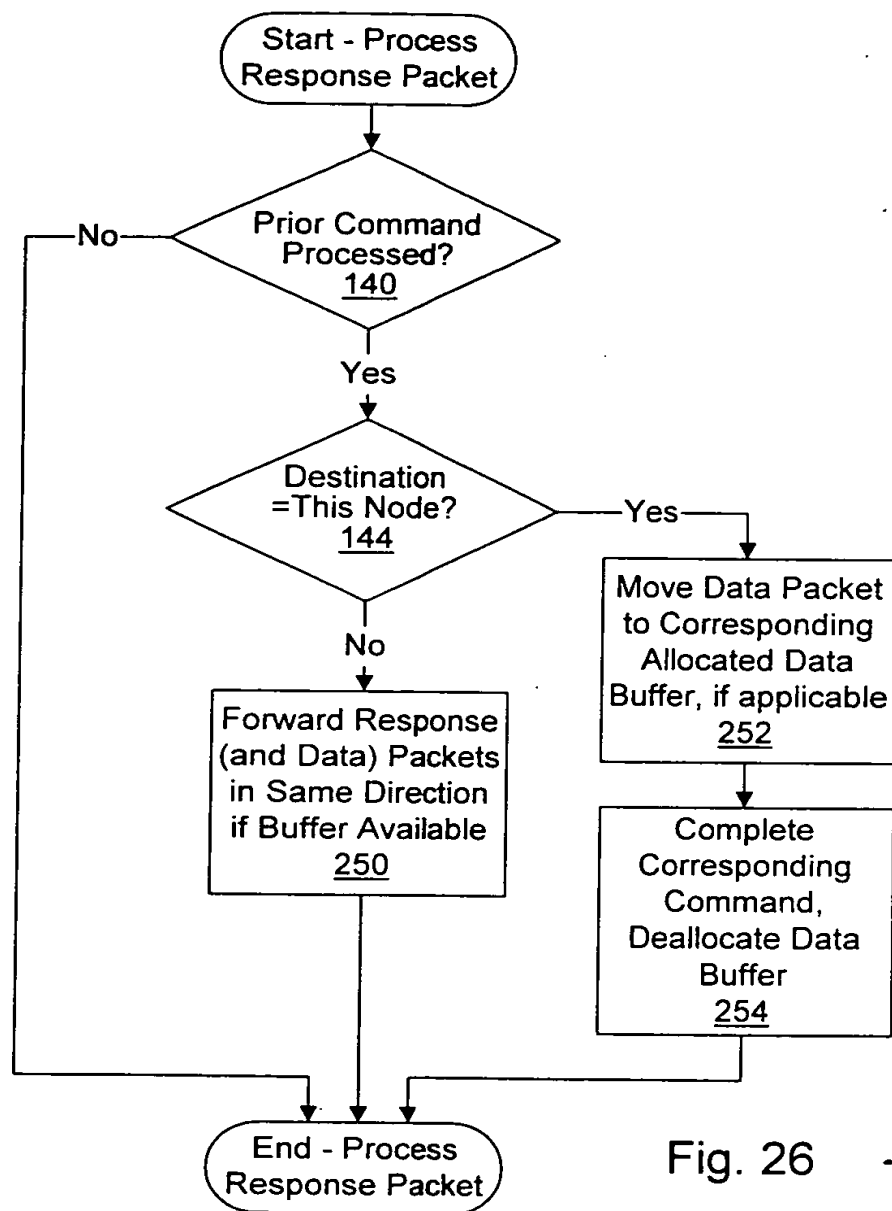 Start - Process
Response Packet
No
Prior Command
Processed?
140
Yes
Destination
=This Node?
144
Yes
No
Move Data Packet
to Corresponding
Allocated Data
Buffer, if applicable
252
Forward Response
(and Data) Packets
in Same Direction
if Buffer Available
250
Complete
Corresponding
Command,
Deallocate Data
Buffer
254
End - Process
Response Packet
Fig. 26